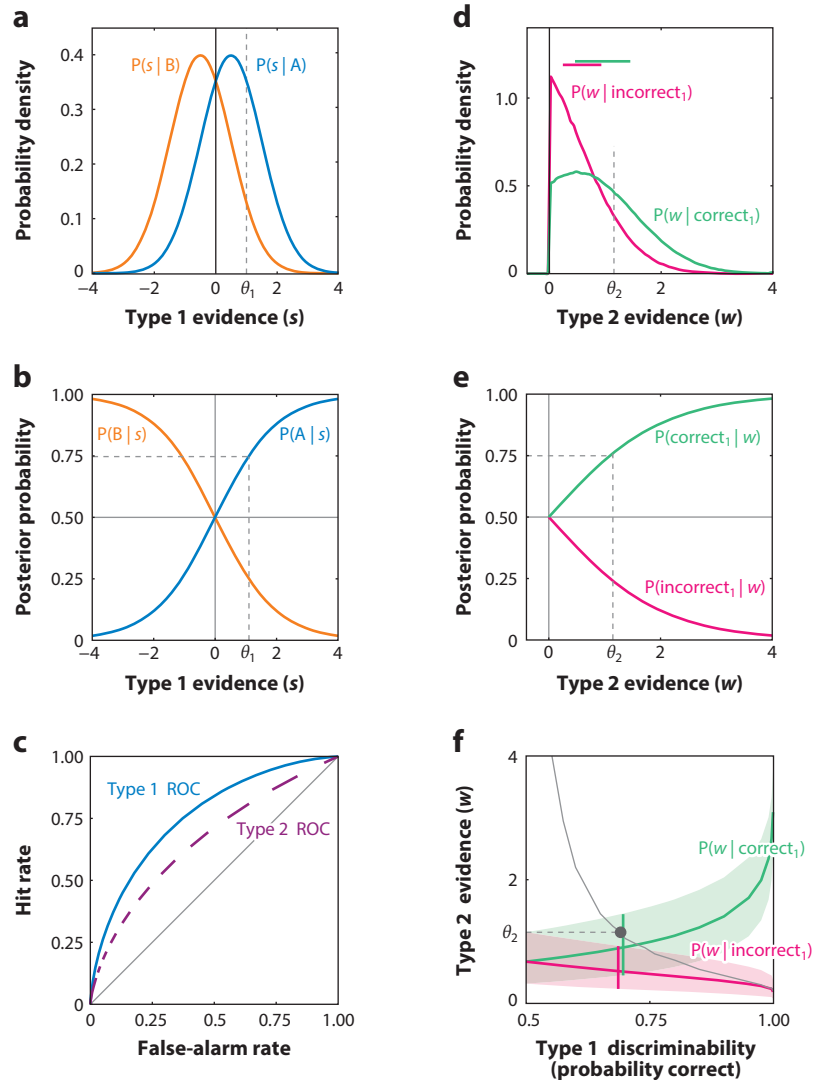 a
P(s | B)
P(s | A)
0.4
0.3
0.2
0.1
0
−4
−2
0
θ1
2
4
Probability density
Type 1 evidence (s)
d
P(w | incorrect1)
P(w | correct1)
1.0
0.5
0
0
θ2
2
4
Probability density
Type 2 evidence (w)
b
P(B | s)
P(A | s)
1.00
0.75
0.50
0.25
0
−4
−2
0
θ1
2
4
Posterior probability
Type 1 evidence (s)
e
P(correct1 | w)
P(incorrect1 | w)
1.00
0.75
0.50
0.25
0
0
θ2
2
4
Posterior probability
Type 2 evidence (w)
c
Type 1 ROC
Type 2 ROC
1.00
0.75
0.50
0.25
0
0
0.25
0.50
0.75
1.00
Hit rate
False-alarm rate
f
P(w | correct1)
P(w | incorrect1)
4
2
θ2
0
0.5
0.75
1.00
Type 2 evidence (w)
Type 1 discriminability
(probability correct)